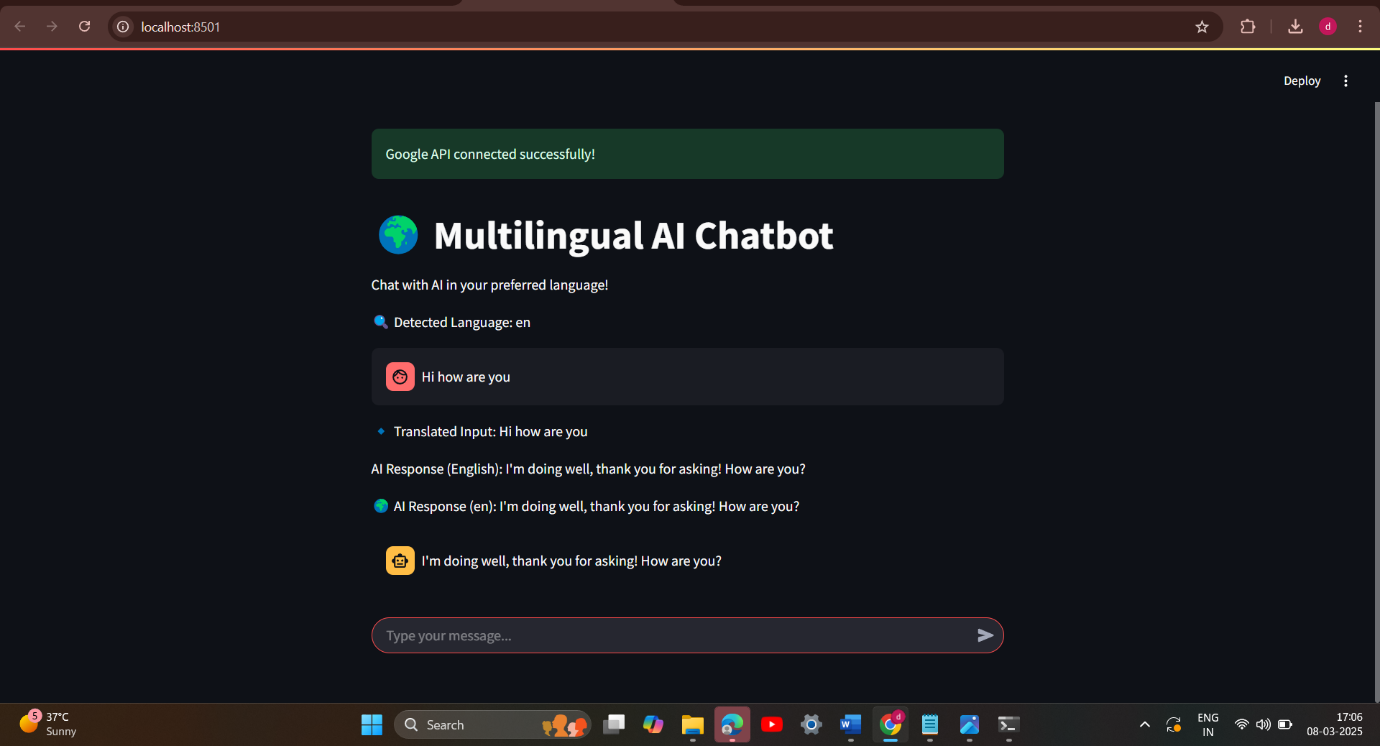 localhost:8501
d
Deploy
Google API connected successfully!
Multilingual AI Chatbot
Chat with AI in your preferred language!
Detected Language: en
Hi how are you
Translated Input: Hi how are you
AI Response (English): I'm doing well, thank you for asking! How are you?
AI Response (en): I'm doing well, thank you for asking! How are you?
I'm doing well, thank you for asking! How are you?
Type your message...
5
37°C
Sunny
Search
W
d
ENG
IN
17:06
08-03-2025